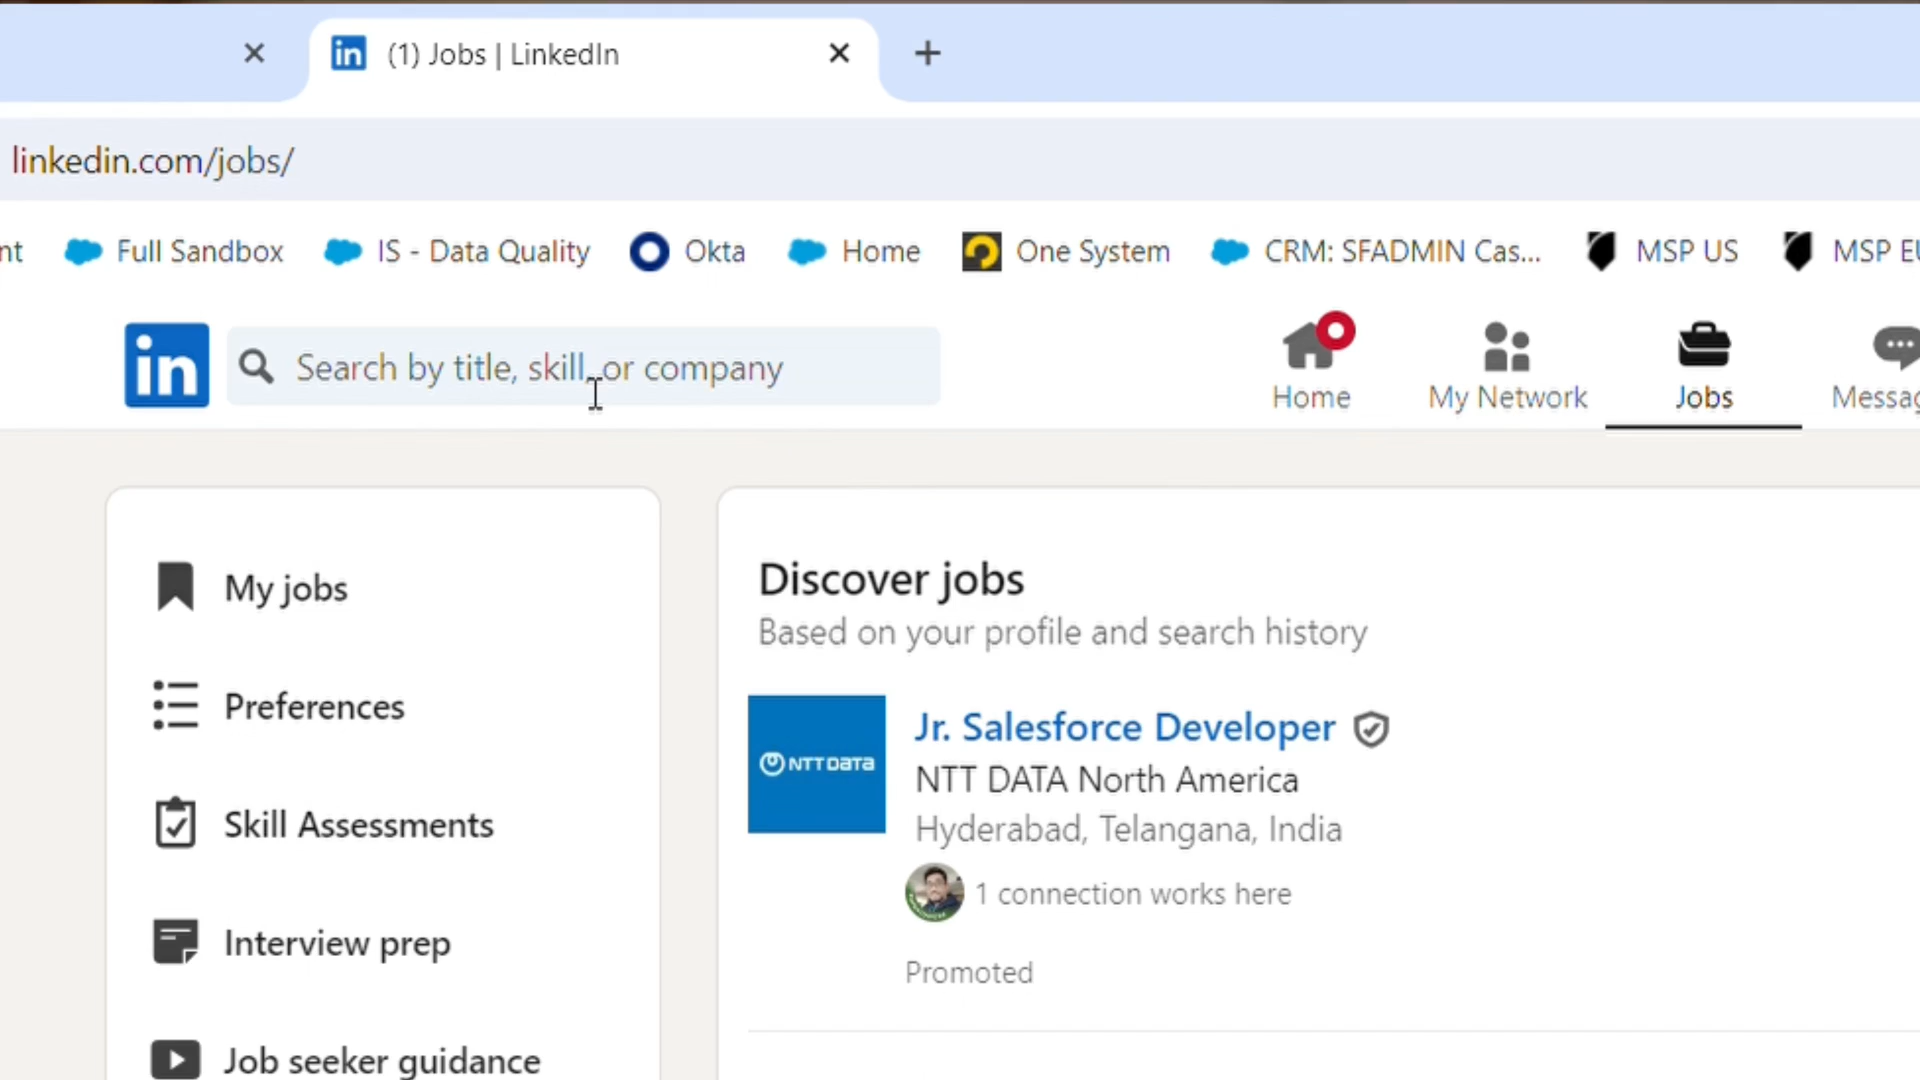 (1) Jobs | LinkedIn
linkedin.com/jobs/
nt Full Sandbox IS - Data Quality Okta Home One System CRM: SFADMIN Cas... MSP US MSP EU
in Search by title, skill, or company Home My Network Jobs Messag
My jobs
Preferences
Skill Assessments
Interview prep
Job seeker guidance
Discover jobs
Based on your profile and search history
NTT DATA
Jr. Salesforce Developer
NTT DATA North America
Hyderabad, Telangana, India
1 connection works here
Promoted